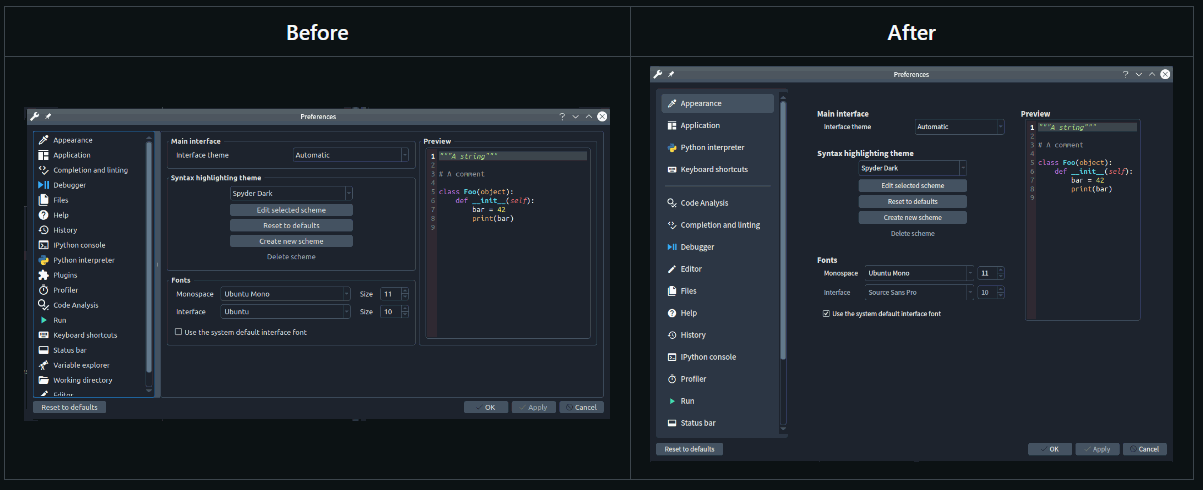 Before
After
Preferences
Appearance
Application
Completion and linting
Debugger
Files
Help
History
IPython console
Python interpreter
Plugins
Profiler
Code Analysis
Run
Keyboard shortcuts
Status bar
Variable explorer
Working directory
Editor
Main interface
Interface theme Automatic
Syntax highlighting theme
Spyder Dark
Edit selected scheme
Reset to defaults
Create new scheme
Delete scheme
Fonts
Monospace Ubuntu Mono Size 11
Interface Ubuntu Size 10
Use the system default interface font
Preview
1 """A string"""
2
3 # A comment
4
5 class Foo(object):
6 def __init__(self):
7 bar = 42
8 print(bar)
9
Reset to defaults
OK Apply Cancel
Preferences
Appearance
Application
Python interpreter
Keyboard shortcuts
Code Analysis
Completion and linting
Debugger
Editor
Files
Help
History
IPython console
Profiler
Run
Status bar
Main interface
Interface theme Automatic
Syntax highlighting theme
Spyder Dark
Edit selected scheme
Reset to defaults
Create new scheme
Delete scheme
Fonts
Monospace Ubuntu Mono 11
Interface Source Sans Pro 10
Use the system default interface font
Preview
1 """A string"""
2
3 # A comment
4
5 class Foo(object):
6 def __init__(self):
7 bar = 42
8 print(bar)
9
Reset to defaults
OK Apply Cancel